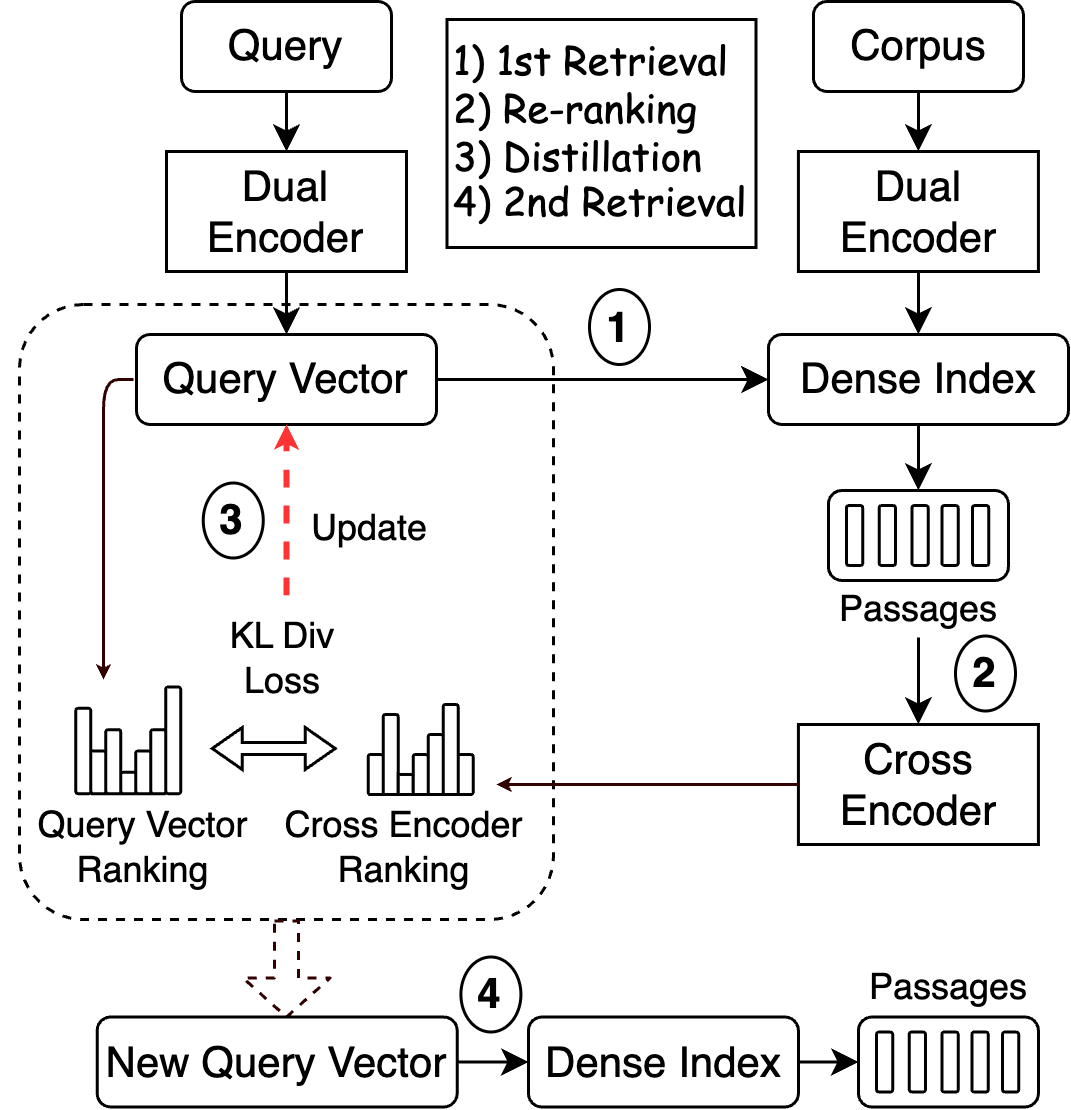 Query
1) 1st Retrieval
2) Re-ranking
3) Distillation
4) 2nd Retrieval
Corpus
Dual
Encoder
Dual
Encoder
1
Query Vector
Dense Index
3
Update
Passages
KL Div
Loss
2
Cross
Encoder
Query Vector
Ranking
Cross Encoder
Ranking
4
Passages
New Query Vector
Dense Index